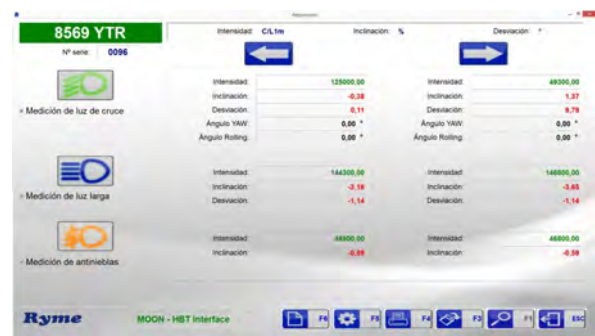 8569 YTR
Nº serie: 0096
Intensidad: C/L1m Inclinación: % Desviación: °
Intensidad: 125000,00 Intensidad: 49300,00
Inclinación: -0,38 Inclinación: 1,37
+ Medición de luz de cruce Desviación: 0,11 Desviación: 9,79
Ángulo YAW: 0,00 ° Ángulo YAW: 0,00 °
Ángulo Rolling: 0,00 ° Ángulo Rolling: 0,00 °
Intensidad: 144300,00 Intensidad: 146800,00
Inclinación: -3,18 Inclinación: -3,65
+ Medición de luz larga Desviación: -1,14 Desviación: -1,14
Intensidad: 46900,00 Intensidad: 46800,00
Inclinación: -0,59 Inclinación: -0,59
- Medición de antinieblas
Ryme MOON - HBT Interface F6 F5 F4 F3 F1 ESC